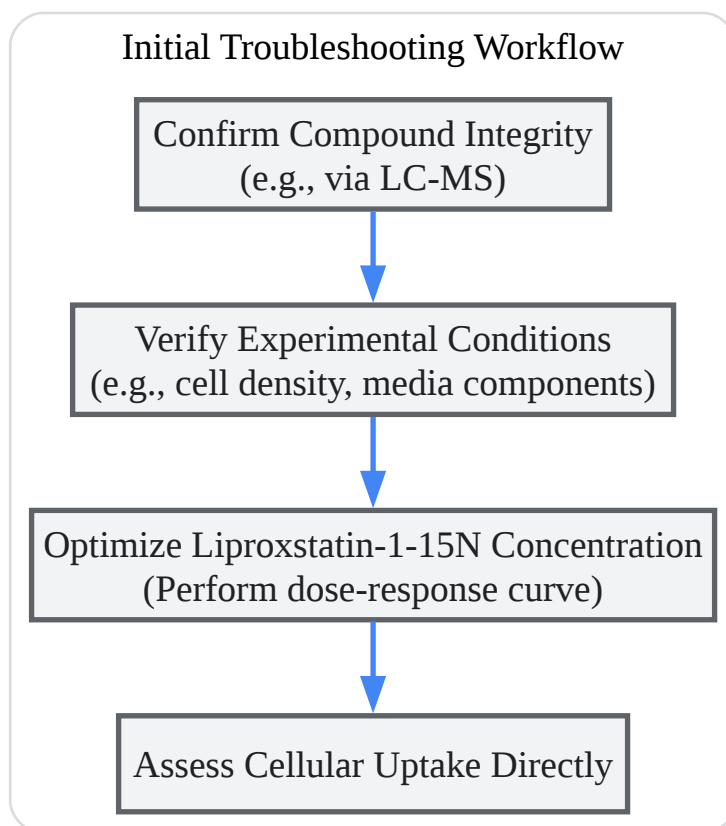 Initial Troubleshooting Workflow
Confirm Compound Integrity
(e.g., via LC-MS)
Verify Experimental Conditions
(e.g., cell density, media components)
Optimize Liproxstatin-1-15N Concentration
(Perform dose-response curve)
Assess Cellular Uptake Directly